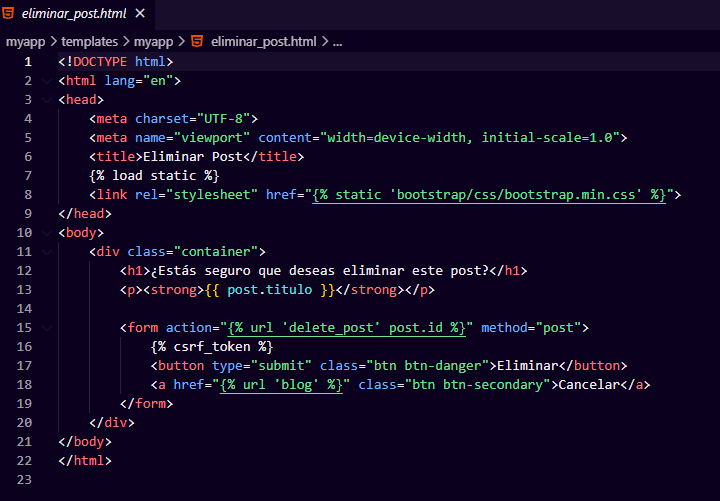 eliminar_post.html ×
myapp > templates > myapp > eliminar_post.html > ...
1 <!DOCTYPE html>
2 <html lang="en">
3 <head>
4     <meta charset="UTF-8">
5     <meta name="viewport" content="width=device-width, initial-scale=1.0">
6     <title>Eliminar Post</title>
7     {% load static %}
8     <link rel="stylesheet" href="{% static 'bootstrap/css/bootstrap.min.css' %}">
9 </head>
10 <body>
11     <div class="container">
12         <h1>¿Estás seguro que deseas eliminar este post?</h1>
13         <p><strong>{{ post.titulo }}</strong></p>
14
15         <form action="{% url 'delete_post' post.id %}" method="post">
16             {% csrf_token %}
17             <button type="submit" class="btn btn-danger">Eliminar</button>
18             <a href="{% url 'blog' %}" class="btn btn-secondary">Cancelar</a>
19         </form>
20     </div>
21 </body>
22 </html>
23